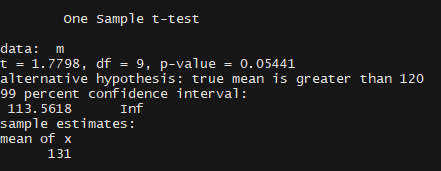 One Sample t-test
data: m
t = 1.7798, df = 9, p-value = 0.05441
alternative hypothesis: true mean is greater than 120
99 percent confidence interval:
113.5618 Inf
sample estimates:
mean of x
131